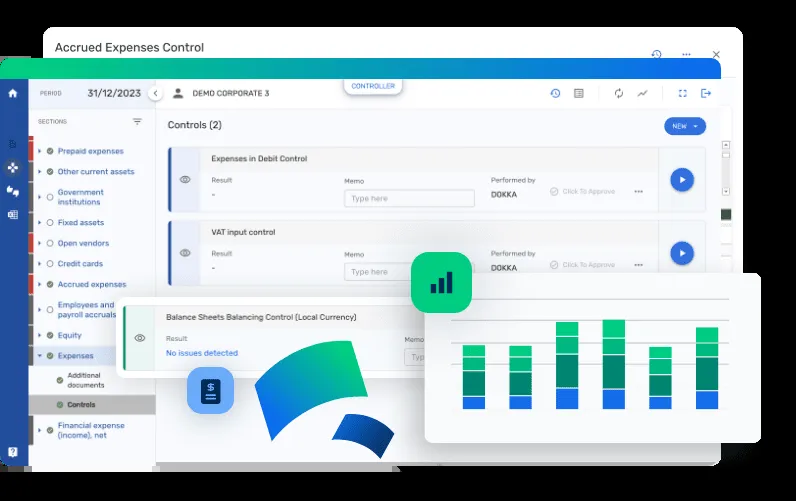 Accrued Expenses Control
PERIOD 31/12/2023
DEMO CORPORATE 3
CONTROLLER
SECTIONS
Prepaid expenses
Other current assets
Government
institutions
Fixed assets
Open vendors
Credit cards
Accrued expenses
Employees and
payroll accruals
Equity
Expenses
Additional
documents
Controls
Financial expense
(income), net
Controls (2)
NEW
Expenses in Debit Control
Result
-
Memo
Type here
Performed by
DOKKA
Click To Approve
VAT input control
Result
-
Memo
Type here
Performed by
DOKKA
Click To Approve
Balance Sheets Balancing Control (Local Currency)
Result
No issues detected
Memo
Typ
$
?